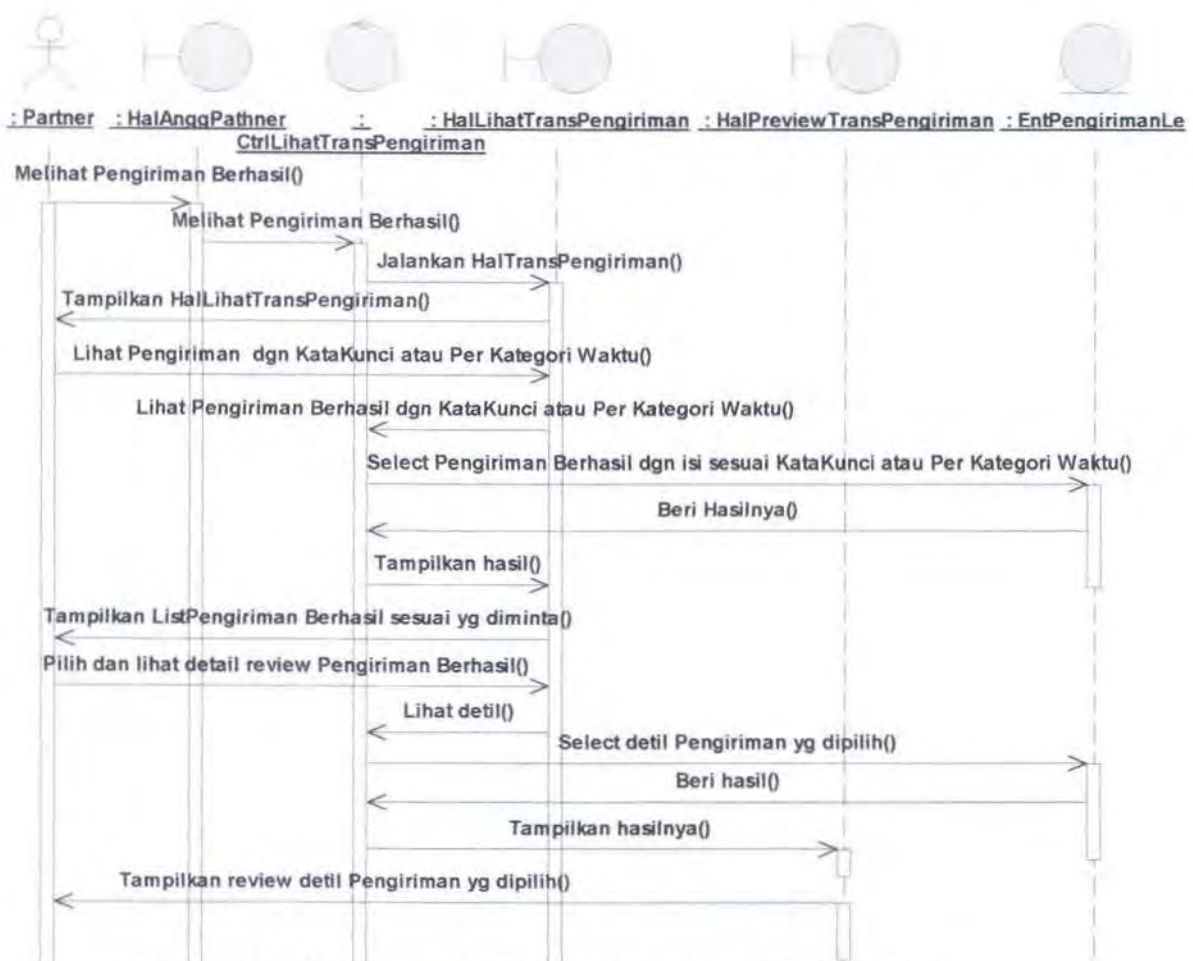 : Partner : HalAnggPathner : : HalLihatTransPengiriman : HalPreviewTransPengiriman : EntPengirimanLe
CtrlLihatTransPengiriman
Melihat Pengiriman Berhasil()
Melihat Pengiriman Berhasil()
Jalankan HalTransPengiriman()
Tampilkan HalLihatTransPengiriman()
Lihat Pengiriman dgn KataKunci atau Per Kategori Waktu()
Lihat Pengiriman Berhasil dgn KataKunci atau Per Kategori Waktu()
Select Pengiriman Berhasil dgn isi sesuai KataKunci atau Per Kategori Waktu()
Beri Hasilnya()
Tampilkan hasil()
Tampilkan ListPengiriman Berhasil sesuai yg diminta()
Pilih dan lihat detail review Pengiriman Berhasil()
Lihat detil()
Select detil Pengiriman yg dipilih()
Beri hasil()
Tampilkan hasilnya()
Tampilkan review detil Pengiriman yg dipilih()